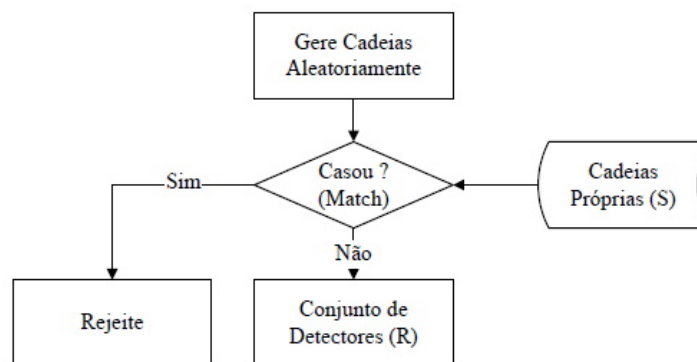 Gere Cadeias
Aleatoriamente
Sim
Casou ?
(Match)
Cadeias
Próprias (S)
Não
Rejeite
Conjunto de
Detectores (R)